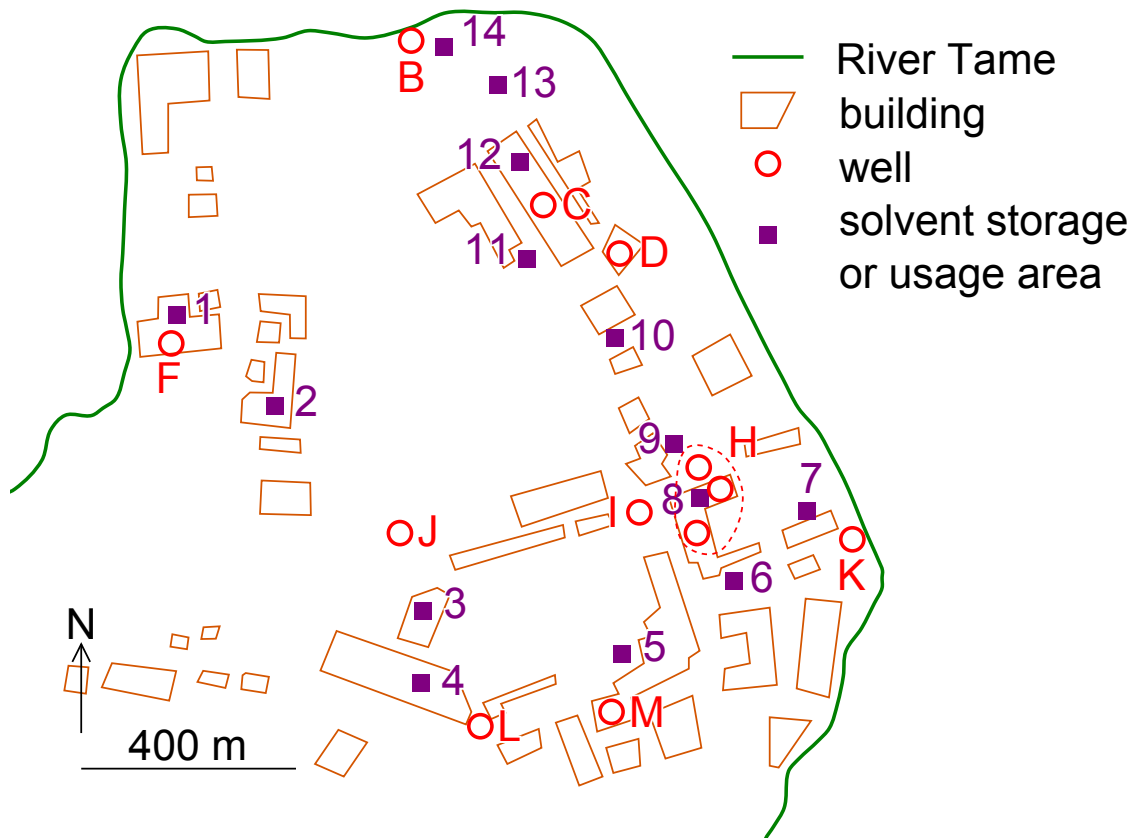 14
B
13
River Tame
building
12
well
C
solvent storage
or usage area
11
D
1
10
F
2
9
H
7
8
I
J
K
6
3
N
5
4
L
M
400 m